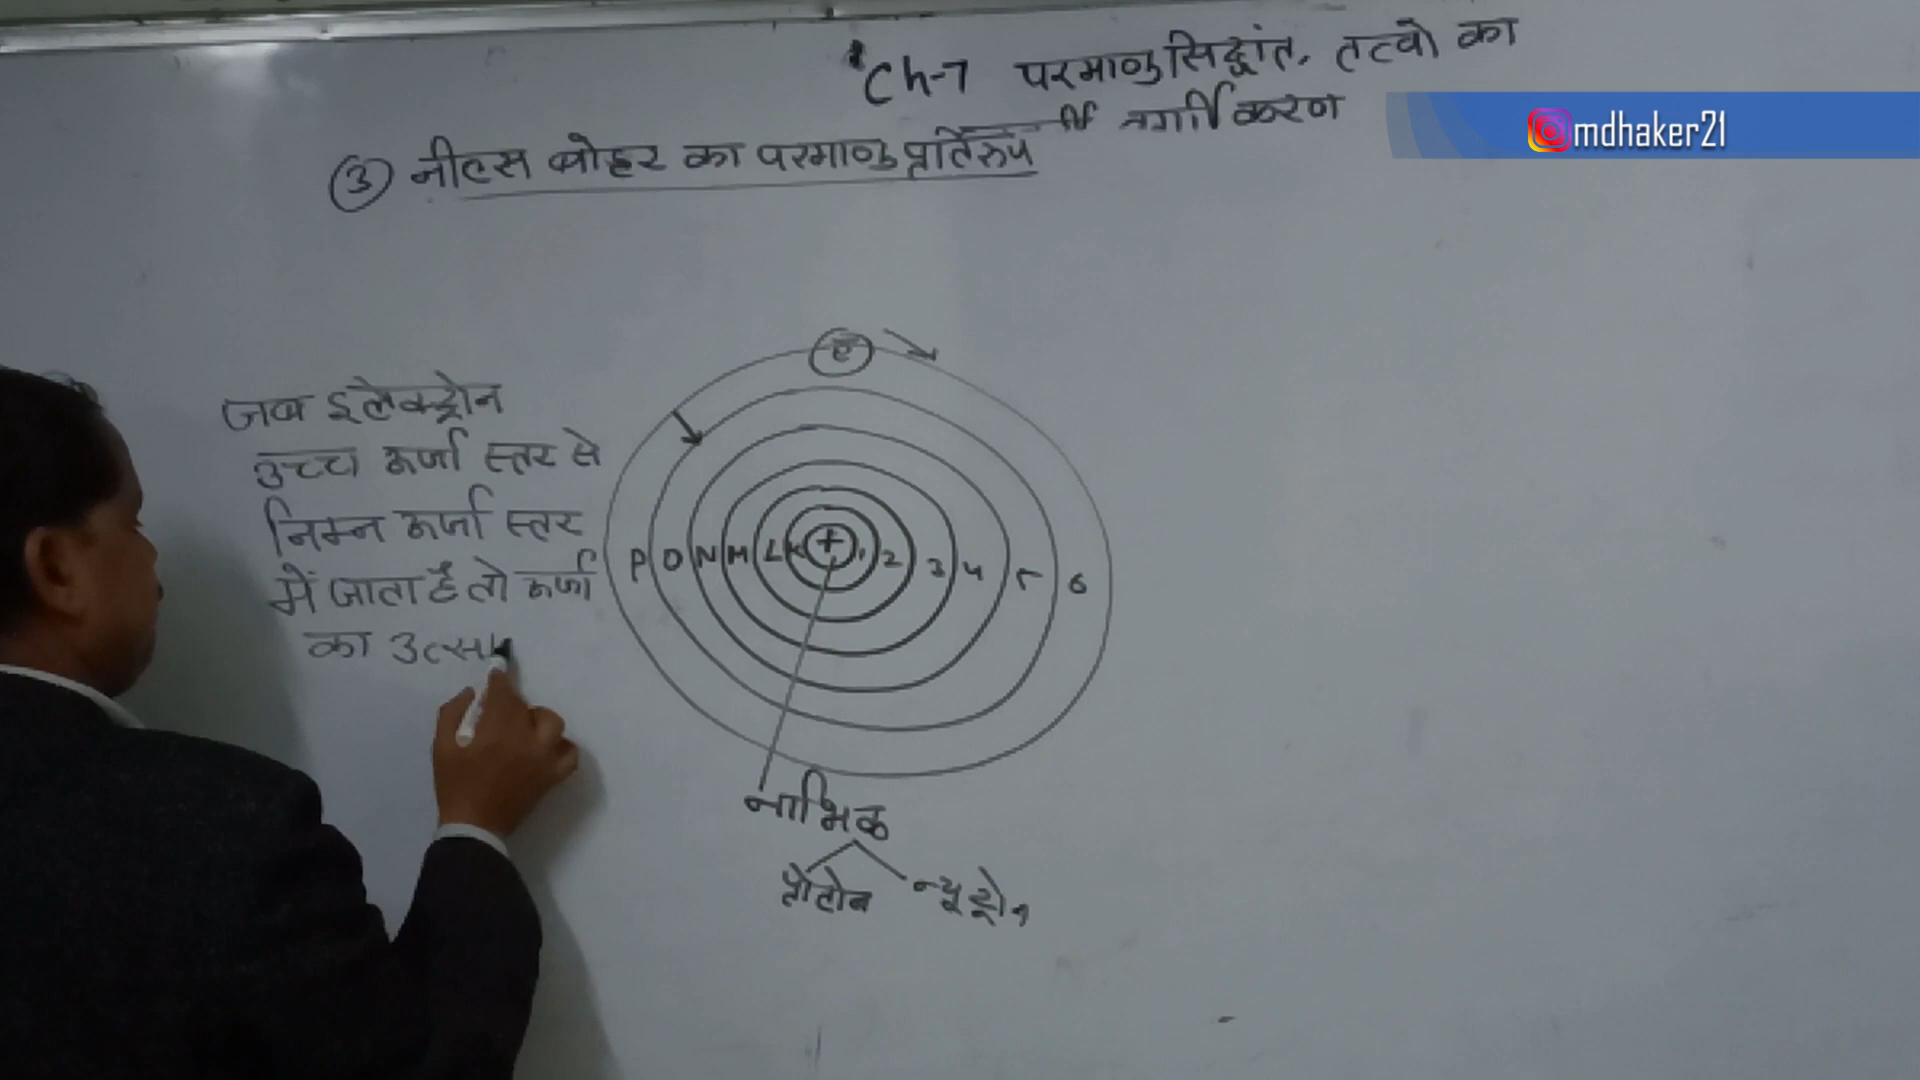 Ch-7 परमाणु सिद्धांत, तत्वो का
वर्गीकरण
mdhaker21
③ नील्स बोहर का परमाणु प्रतिरुप
e
जब इलेक्ट्रोन
उच्च ऊर्जा स्तर से
निम्न ऊर्जा स्तर
में जाता है तो ऊर्जा
का उत्स
P O N M L K + 1 2 3 4 5 6
नाभिक
प्रोटोन न्यूट्रोन